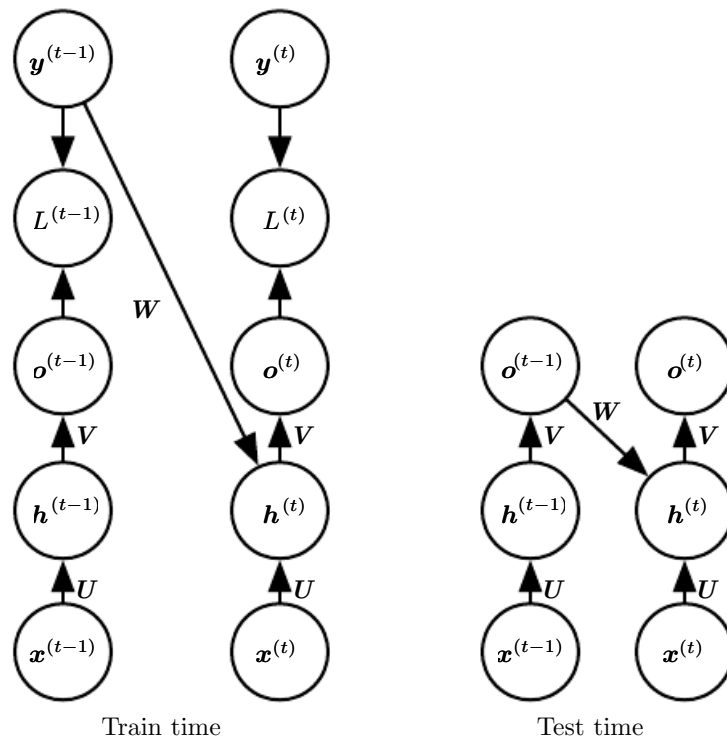 y^(t−1) y^(t)
L^(t−1) L^(t)
W
o^(t−1) o^(t) o^(t−1) o^(t)
W
V V V V
h^(t−1) h^(t) h^(t−1) h^(t)
U U U U
x^(t−1) x^(t) x^(t−1) x^(t)
Train time Test time